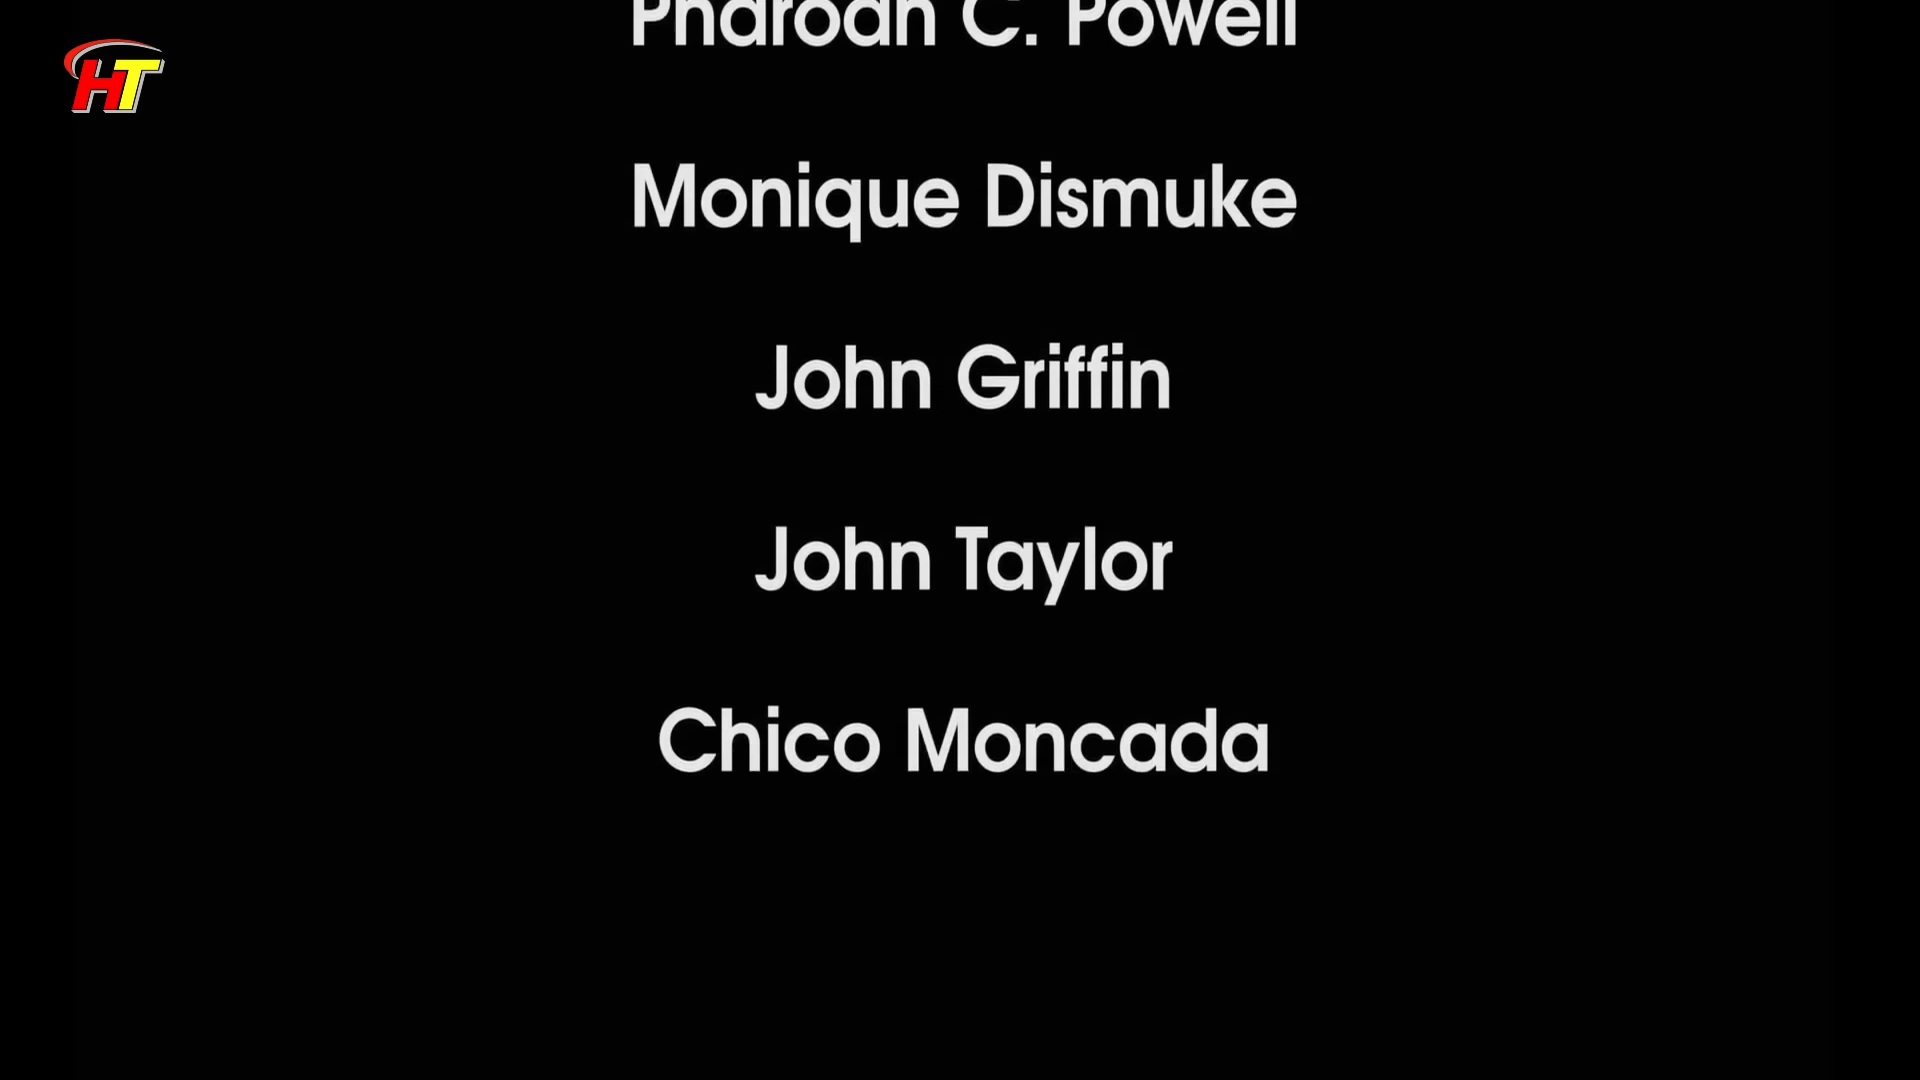 HT
Pharoah C. Powell
Monique Dismuke
John Griffin
John Taylor
Chico Moncada